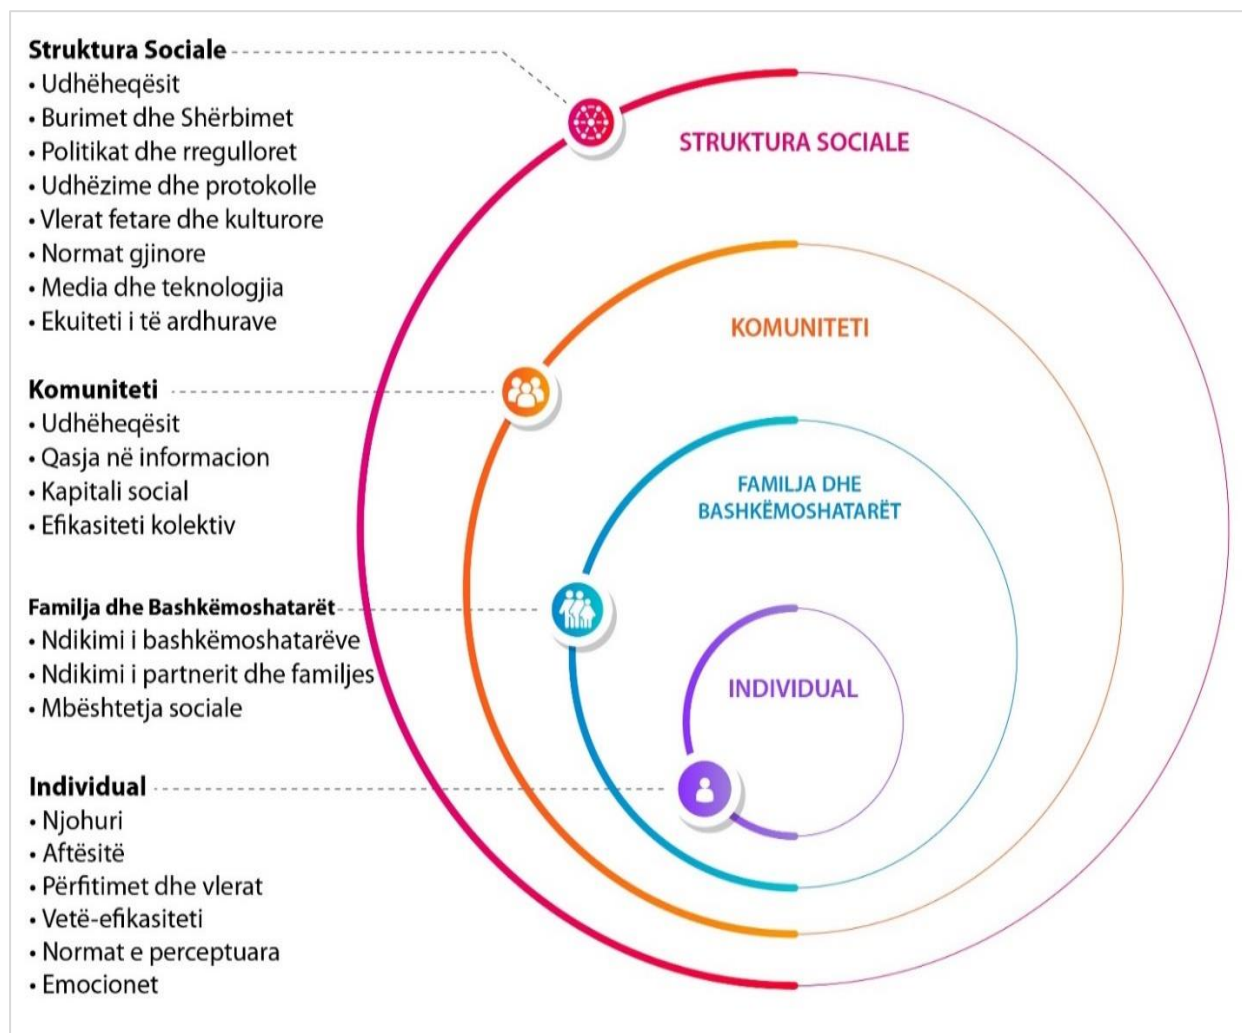 Struktura Sociale
• Udhëheqësit
• Burimet dhe Shërbimet
• Politikat dhe rregulloret
• Udhëzime dhe protokolle
• Vlerat fetare dhe kulturore
• Normat gjinore
• Media dhe teknologjia
• Ekuiteti i të ardhurave
Komuniteti
• Udhëheqësit
• Qasja në informacion
• Kapitali social
• Efikasiteti kolektiv
Familja dhe Bashkëmoshatarët
• Ndikimi i bashkëmoshatarëve
• Ndikimi i partnerit dhe familjes
• Mbështetja sociale
Individual
• Njohuri
• Aftësitë
• Përfitimet dhe vlerat
• Vetë-efikasiteti
• Normat e perceptuara
• Emocionet
STRUKTURA SOCIALE
KOMUNITETI
FAMILJA DHE
BASHKËMOSHATARËT
INDIVIDUAL